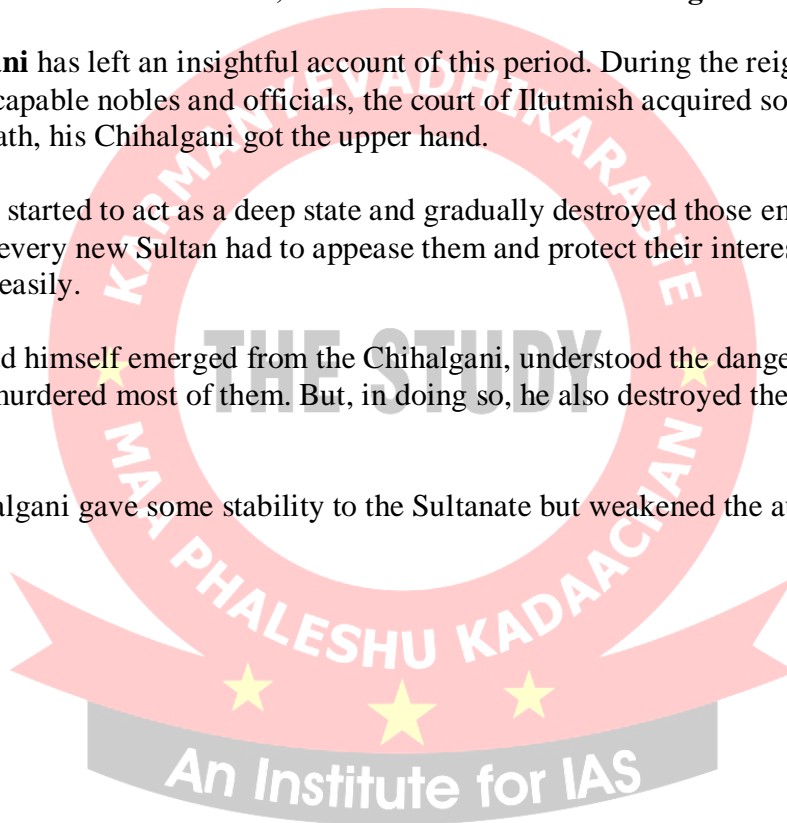 ani has left an insightful account of this period. During the reig
capable nobles and officials, the court of Iltutmish acquired so
ath, his Chihalgani got the upper hand.
started to act as a deep state and gradually destroyed those en
every new Sultan had to appease them and protect their interes
easily.
d himself emerged from the Chihalgani, understood the dange
nurdered most of them. But, in doing so, he also destroyed the
algani gave some stability to the Sultanate but weakened the a
KARMANYEVADHIKARASTE
THE STUDY
MAA PHALESHU KADAACHAN
An Institute for IAS